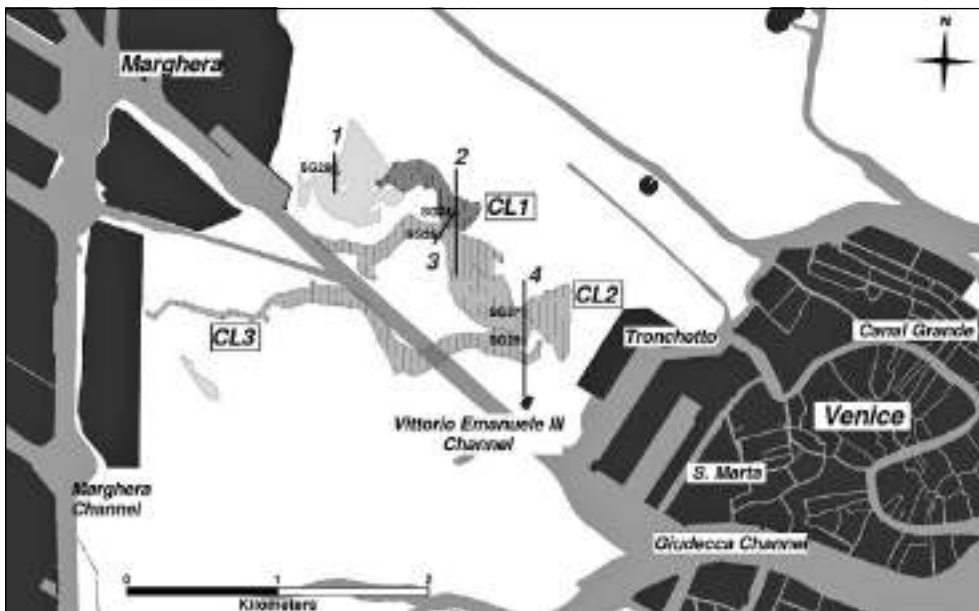 N
Marghera
1
SG28
2
CL1
3
4
CL2
SG29
CL3
Tronchetto
Canal Grande
Vittorio Emanuele III
Channel
Venice
S. Marta
Marghera
Channel
Giudecca Channel
0 1 2
Kilometers